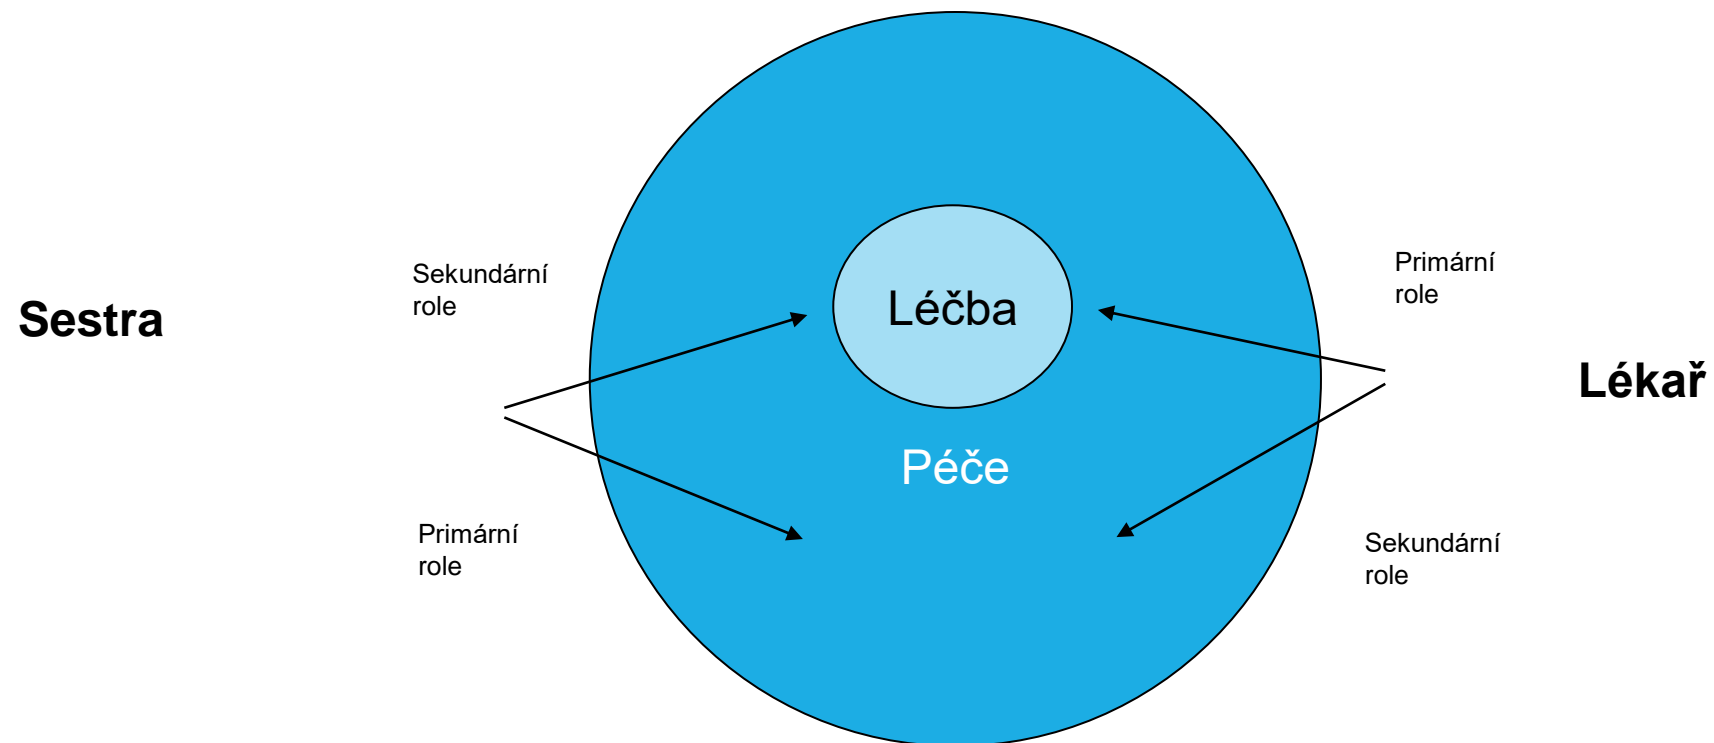 Sestra
Sekundární
role
Primární
role
Léčba
Péče
Primární
role
Sekundární
role
Lékař